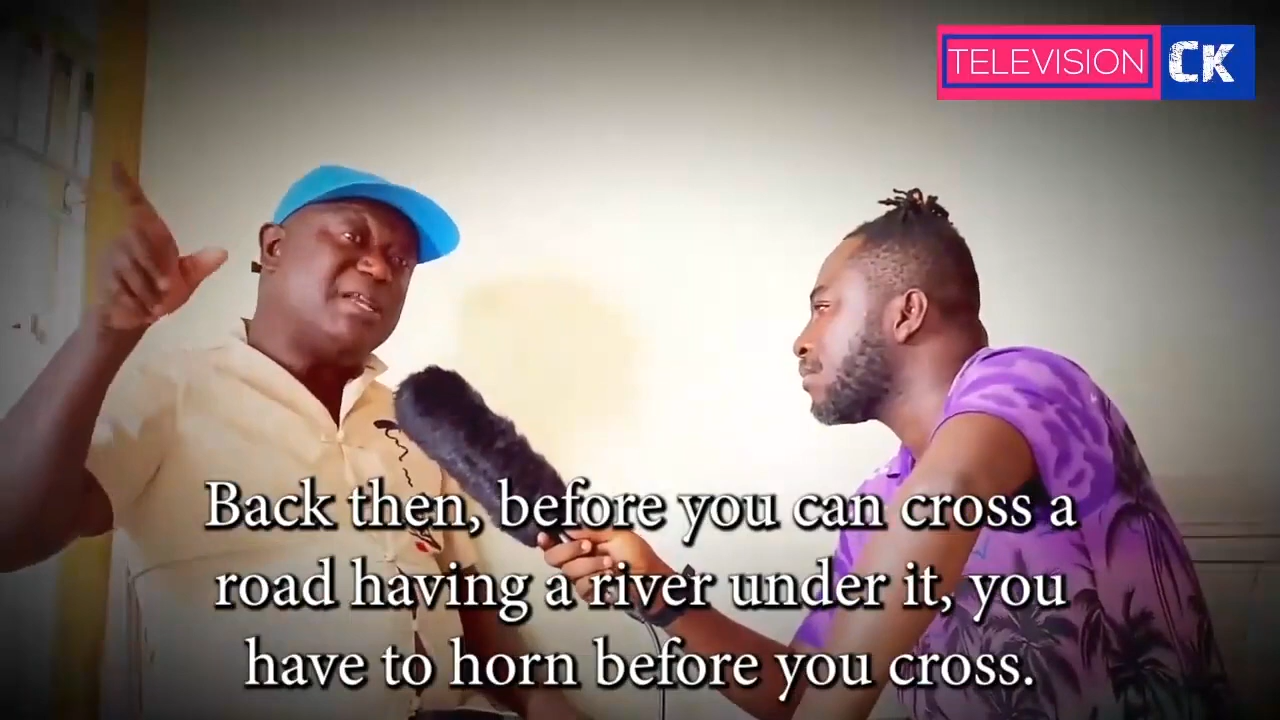 TELEVISION CK
Back then, before you can cross a
road having a river under it, you
have to horn before you cross.